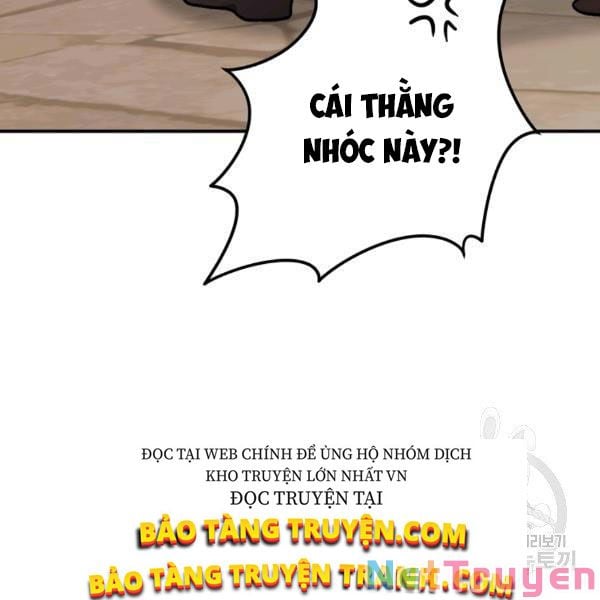 CÁI THẰNG
NHÓC NÀY?!
ĐỌC TẠI WEB CHÍNH ĐỂ ỦNG HỘ NHÓM DỊCH
KHO TRUYỆN LỚN NHẤT VN
ĐỌC TRUYỆN TẠI
BẢO TÀNG TRUYỆN.COM
BẢO TÀNG TRUYỆN.COM
NetTruyen